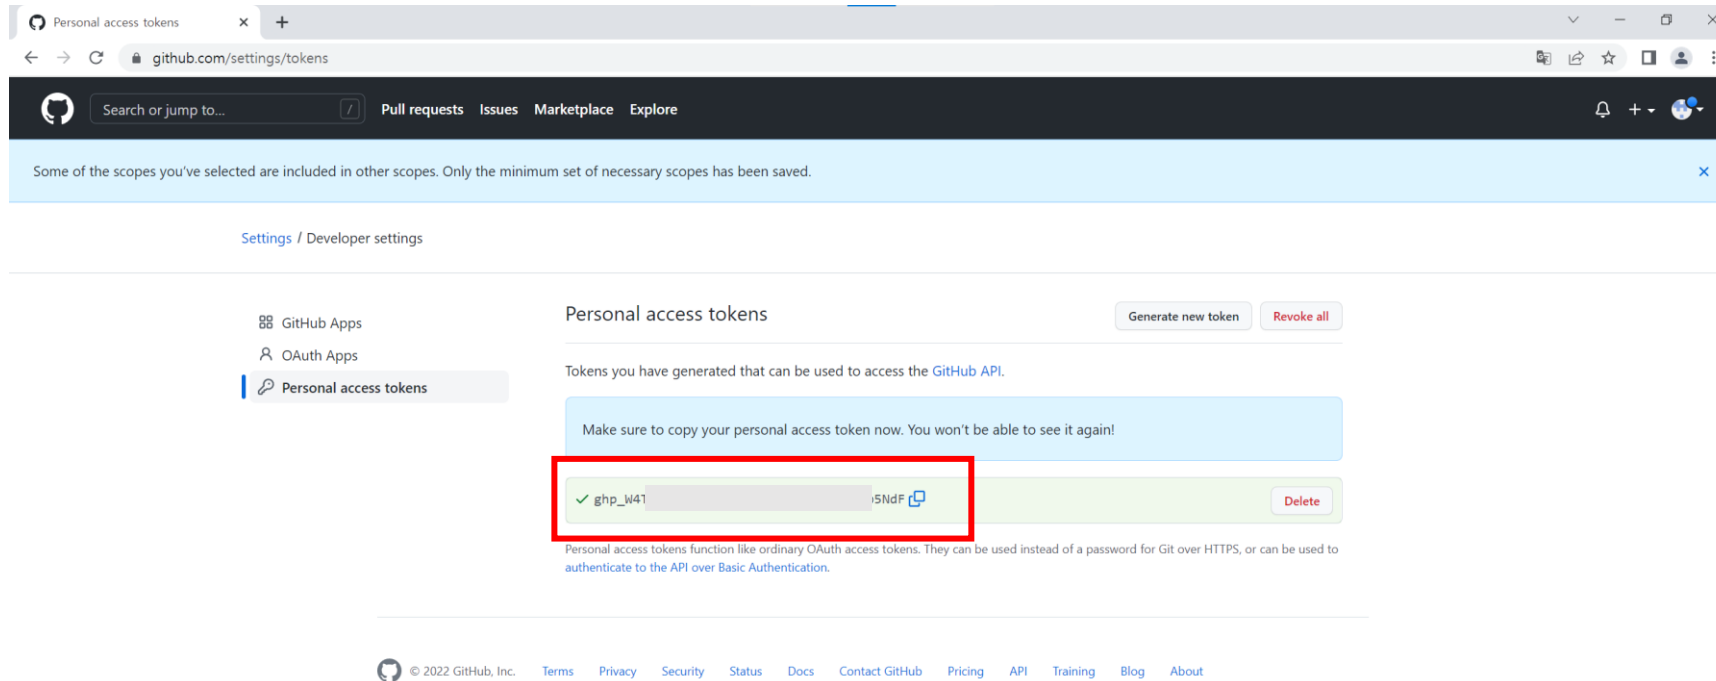 Personal access tokens
github.com/settings/tokens
Search or jump to... / Pull requests Issues Marketplace Explore
Some of the scopes you've selected are included in other scopes. Only the minimum set of necessary scopes has been saved.
Settings / Developer settings
GitHub Apps
OAuth Apps
Personal access tokens
Personal access tokens
Generate new token
Revoke all
Tokens you have generated that can be used to access the GitHub API.
Make sure to copy your personal access token now. You won't be able to see it again!
ghp_W4 5NdF
Delete
Personal access tokens function like ordinary OAuth access tokens. They can be used instead of a password for Git over HTTPS, or can be used to
authenticate to the API over Basic Authentication.
© 2022 GitHub, Inc. Terms Privacy Security Status Docs Contact GitHub Pricing API Training Blog About